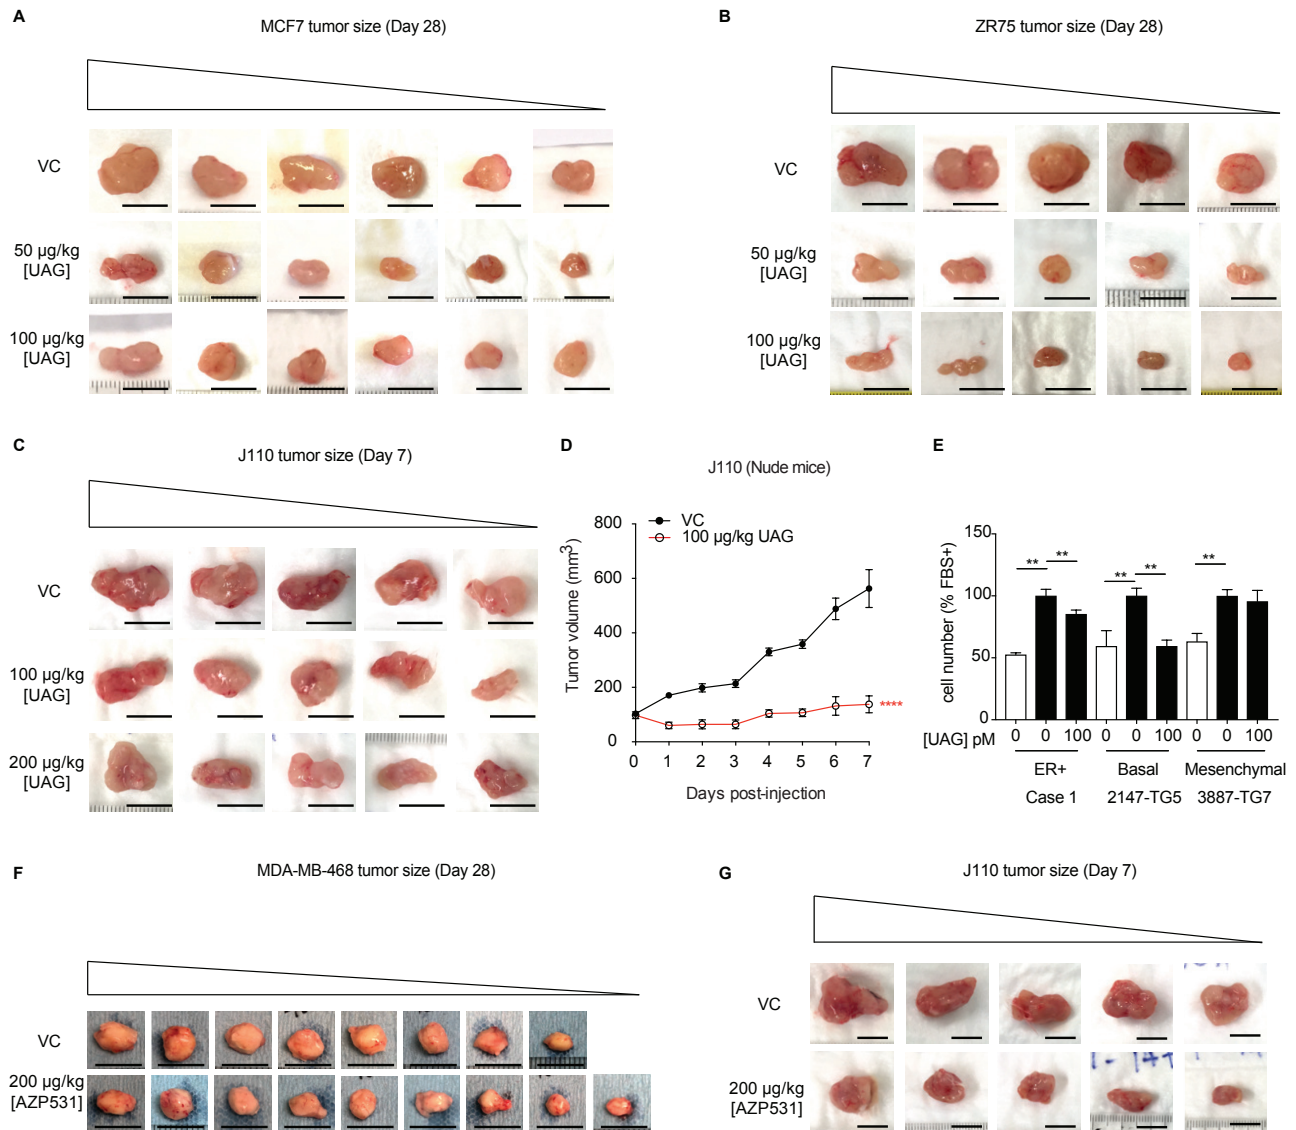 A
MCF7 tumor size (Day 28)
VC
50 µg/kg
[UAG]
100 µg/kg
[UAG]
B
ZR75 tumor size (Day 28)
VC
50 µg/kg
[UAG]
100 µg/kg
[UAG]
C
J110 tumor size (Day 7)
VC
100 µg/kg
[UAG]
200 µg/kg
[UAG]
D
J110 (Nude mice)
VC
100 µg/kg UAG
Tumor volume (mm³)
800
600
400
200
0
****
0 1 2 3 4 5 6 7
Days post-injection
E
cell number (% FBS+)
150
100
50
0
** ** ** ** **
[UAG] pM 0 0 100 0 0 100 0 0 100
ER+ Basal Mesenchymal
Case 1 2147-TG5 3887-TG7
F
MDA-MB-468 tumor size (Day 28)
VC
200 µg/kg
[AZP531]
G
J110 tumor size (Day 7)
VC
200 µg/kg
[AZP531]